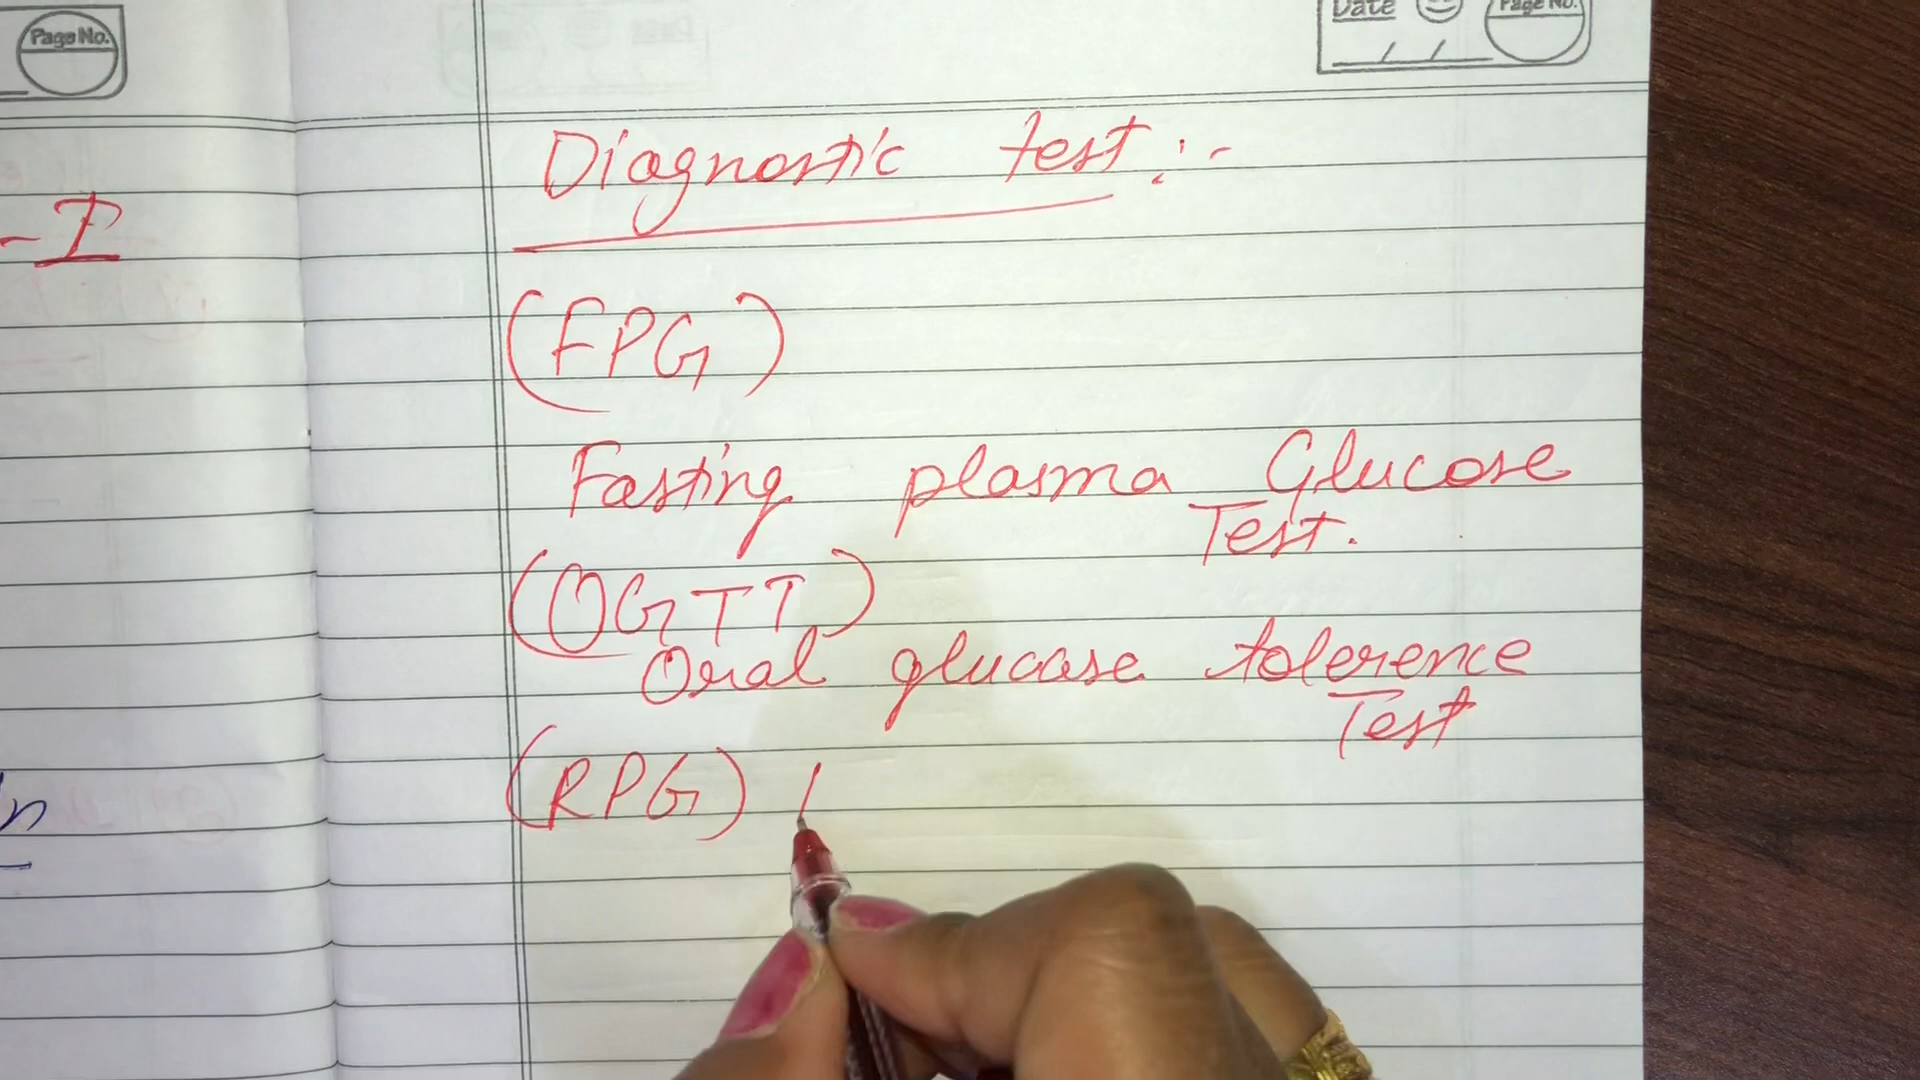 Page No.
Date Page No.
- I
Diagnostic test :-
(FPG)
Fasting plasma Glucose
Test.
(OGTT)
Oral glucose tolerence
Test
(RPG)